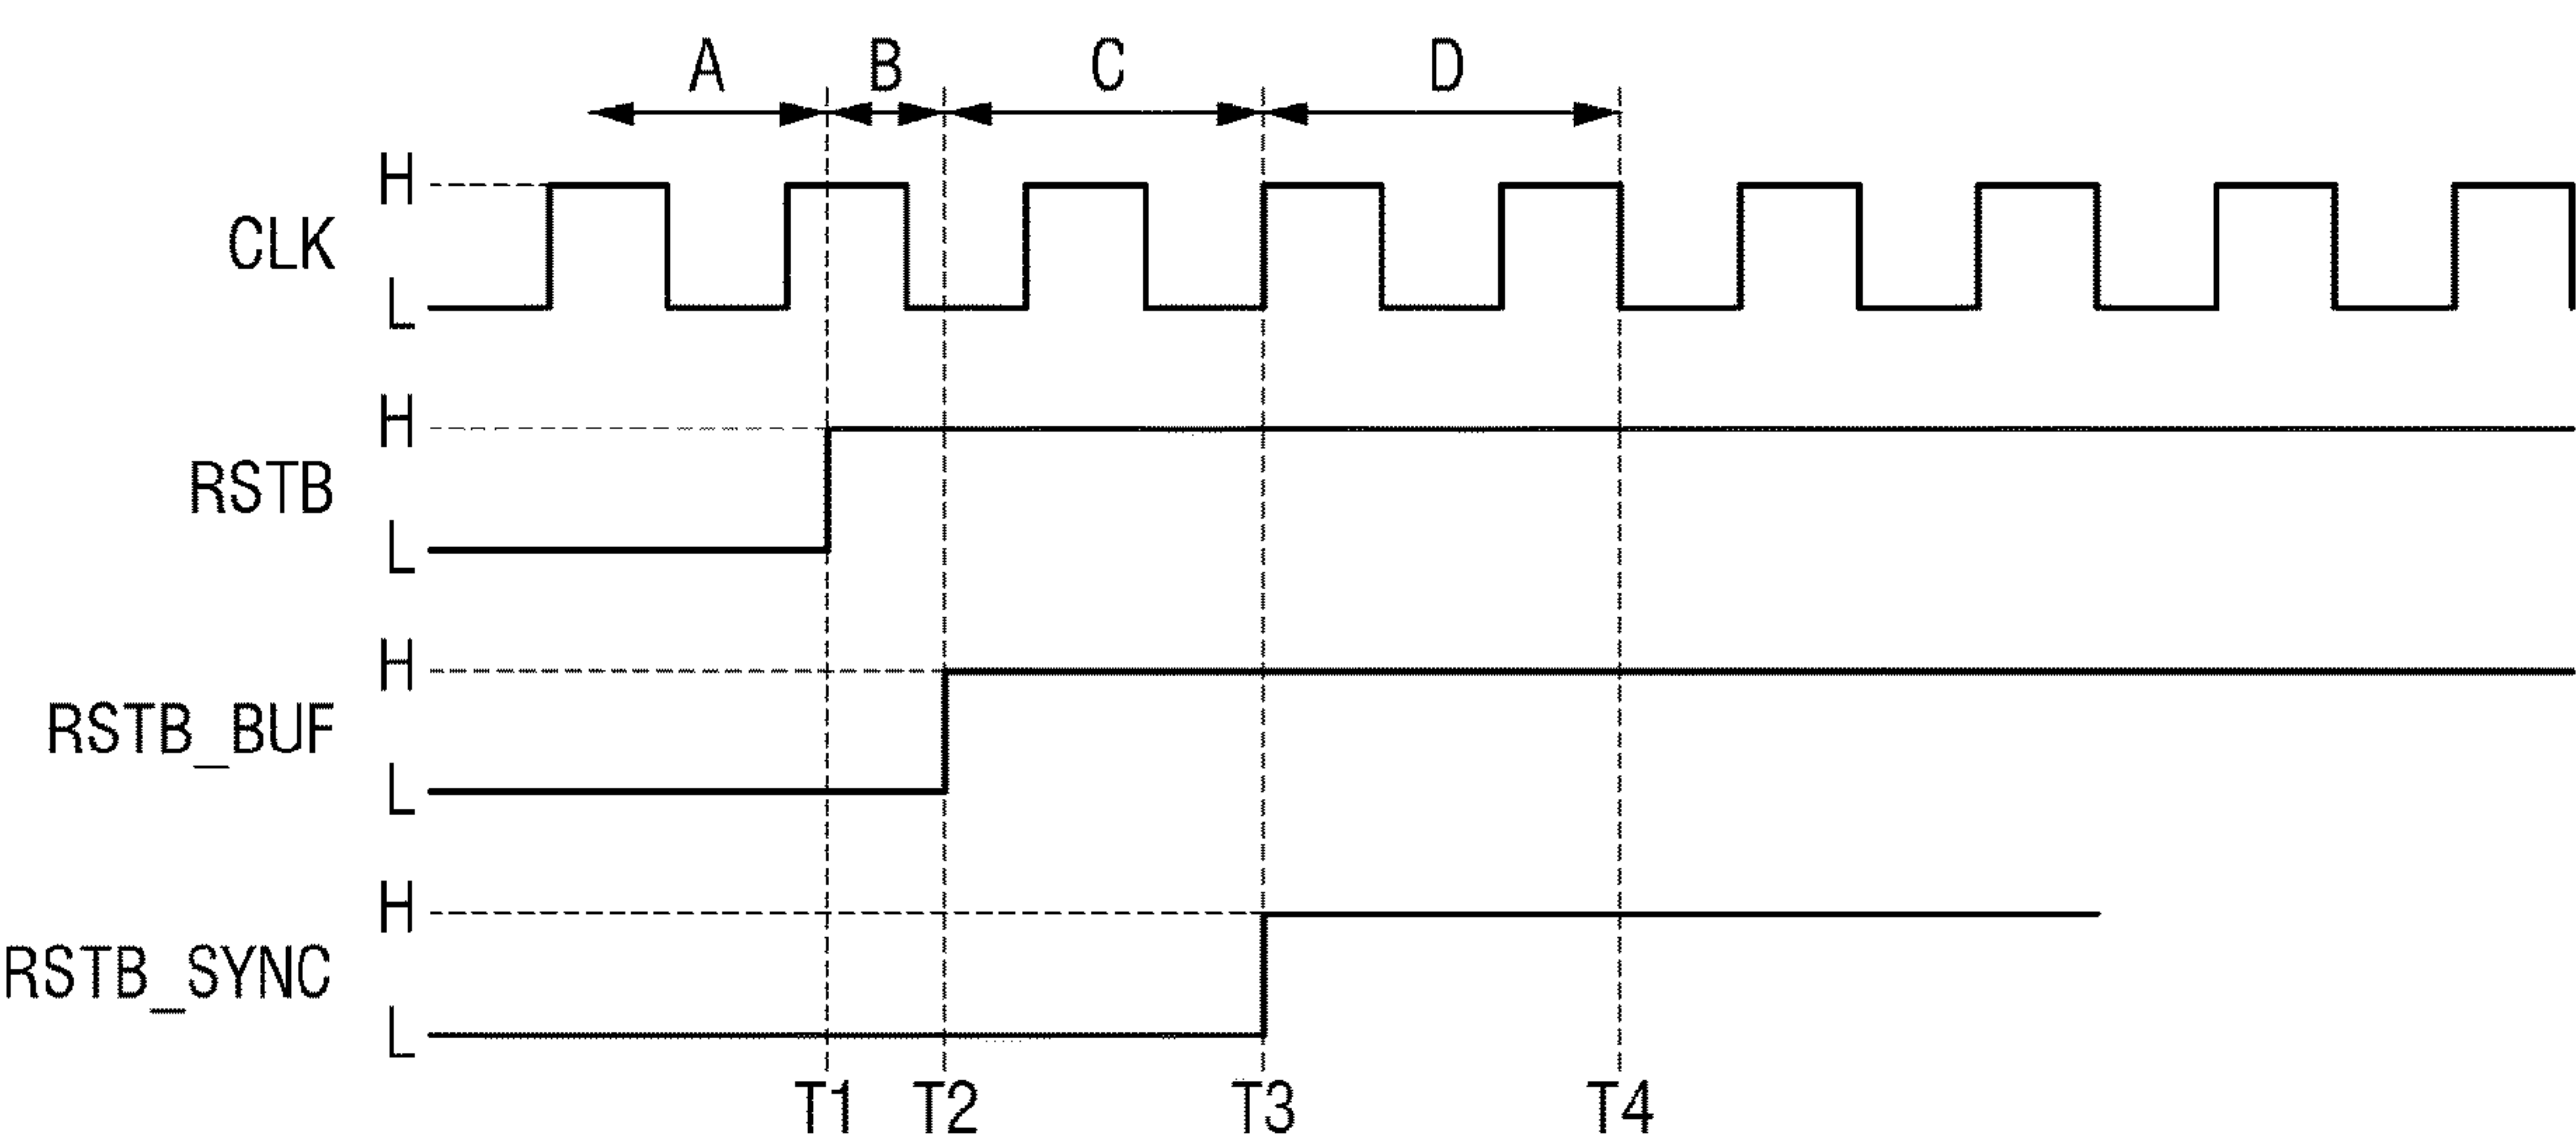 A B C D
H
CLK
L
H
RSTB
L
H
RSTB_BUF
L
H
RSTB_SYNC
L
T1 T2 T3 T4